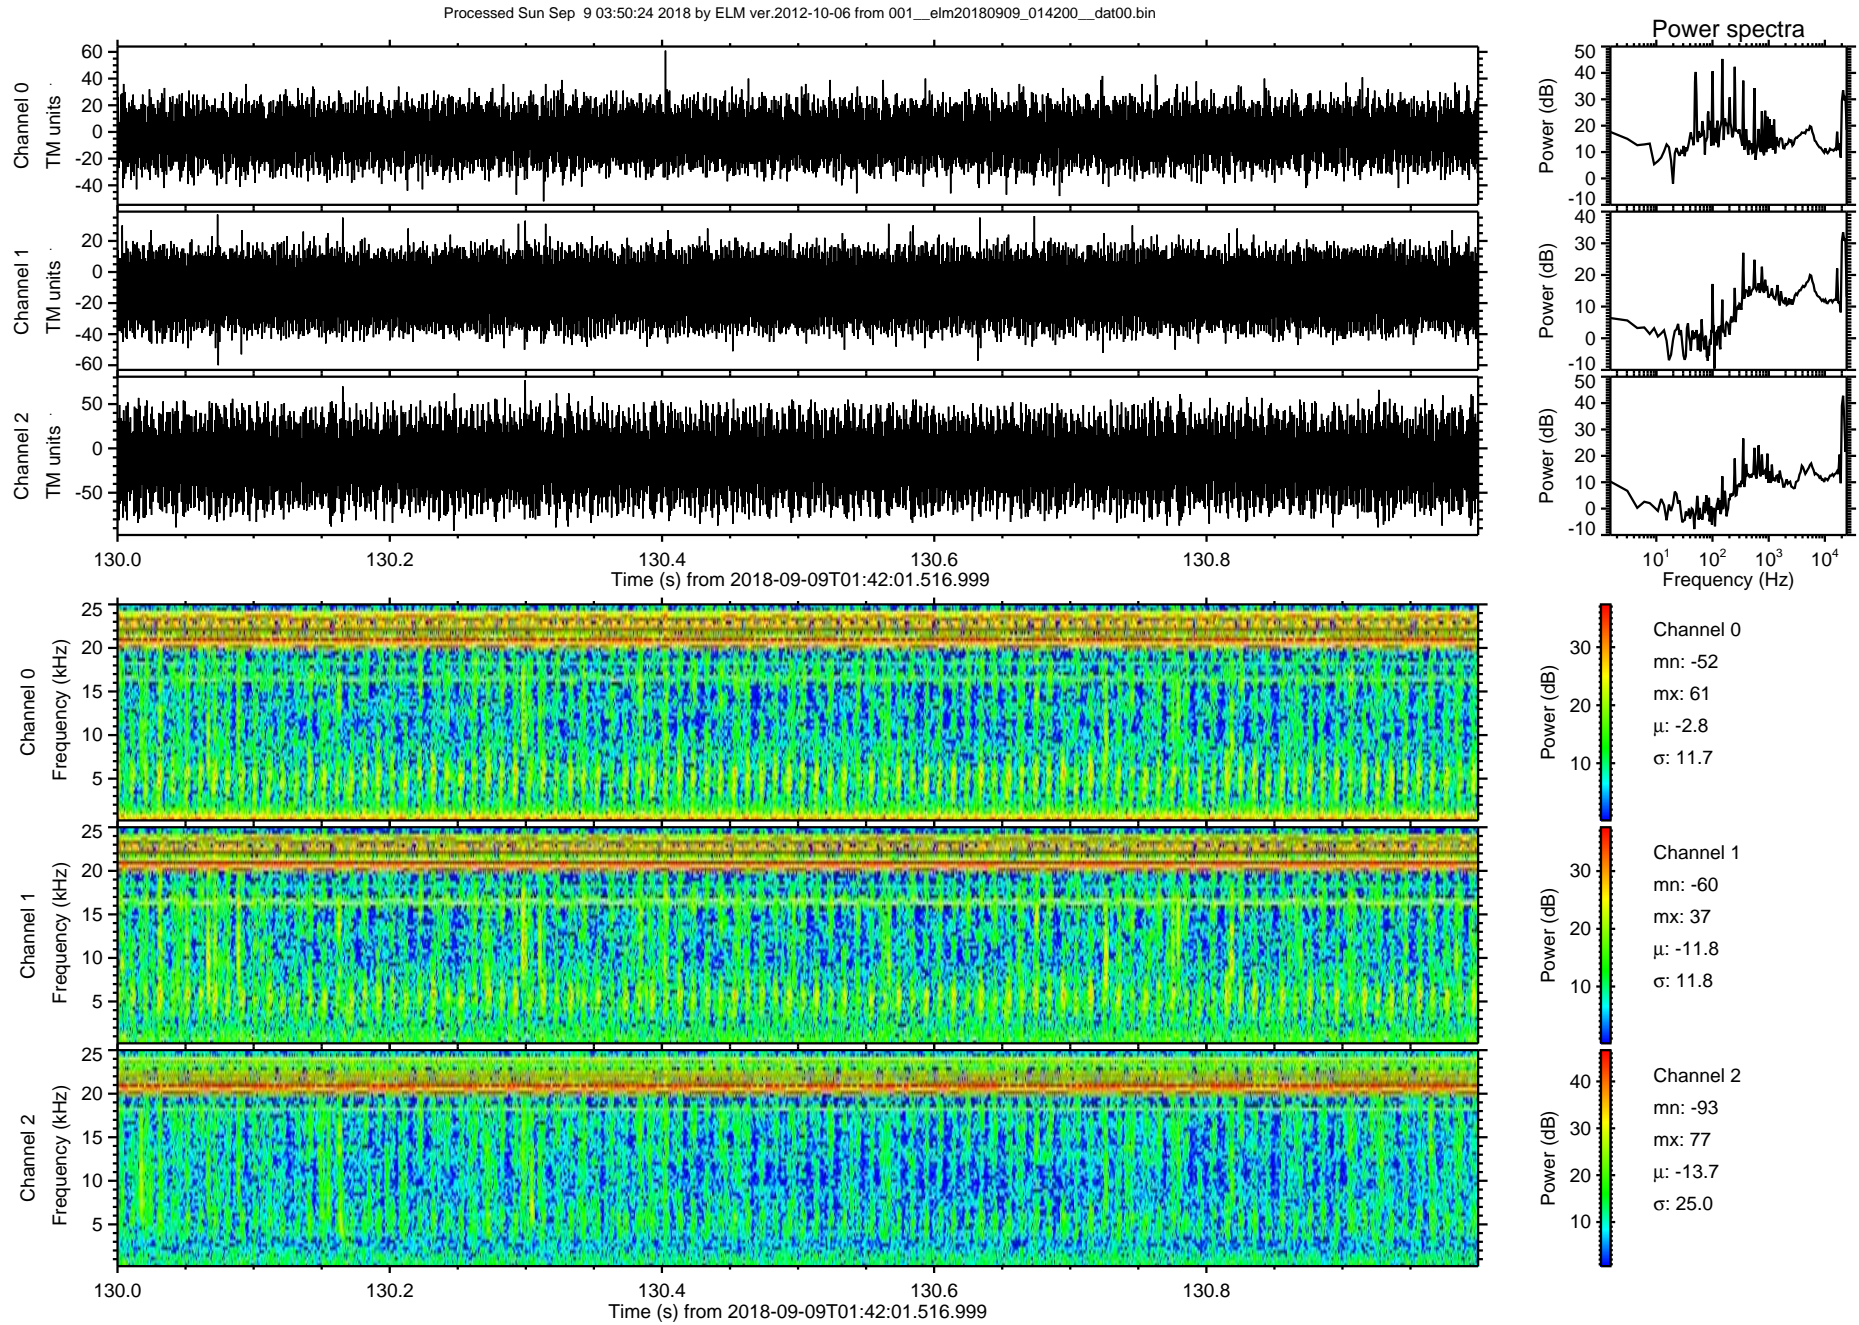 Processed Sun Sep  9 03:50:24 2018 by ELM ver.2012-10-06 from 001__elm20180909_014200__dat00.bin
Power spectra
Channel 0
TM units
60
40
20
0
-20
-40
Power (dB)
50
40
30
20
10
0
-10
Channel 1
TM units
20
0
-20
-40
-60
Power (dB)
40
30
20
10
0
-10
Channel 2
TM units
50
0
-50
Power (dB)
50
40
30
20
10
0
-10
130.0 130.2 130.4 130.6 130.8
Time (s) from 2018-09-09T01:42:01.516.999
10^1 10^2 10^3 10^4
Frequency (Hz)
Channel 0
Frequency (kHz)
25
20
15
10
5
Power (dB)
30
20
10
Channel 0
mn: -52
mx: 61
μ: -2.8
σ: 11.7
Channel 1
Frequency (kHz)
25
20
15
10
5
Power (dB)
30
20
10
Channel 1
mn: -60
mx: 37
μ: -11.8
σ: 11.8
Channel 2
Frequency (kHz)
25
20
15
10
5
Power (dB)
40
30
20
10
Channel 2
mn: -93
mx: 77
μ: -13.7
σ: 25.0
130.0 130.2 130.4 130.6 130.8
Time (s) from 2018-09-09T01:42:01.516.999